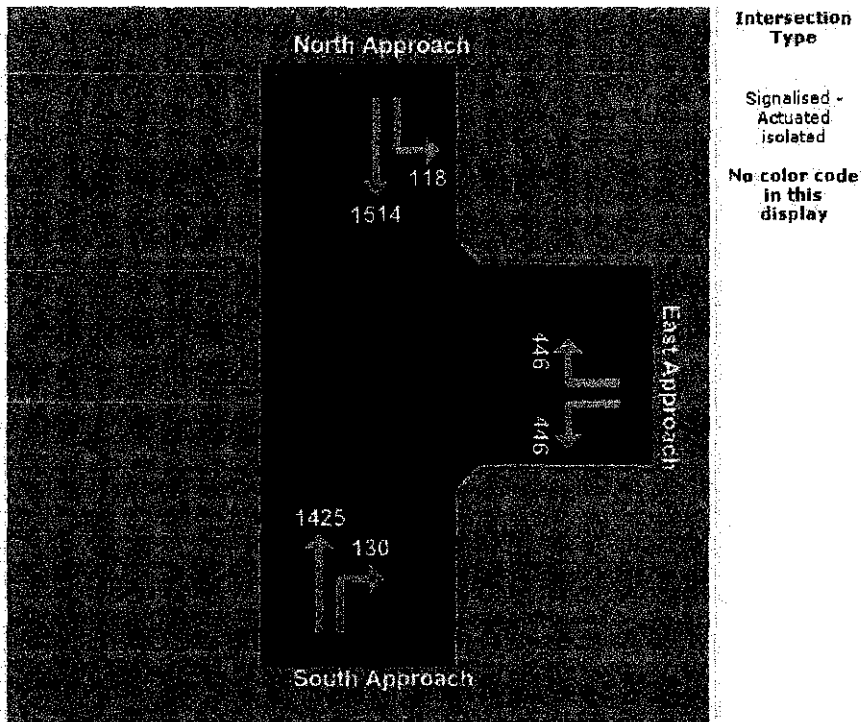 Intersection
Type
Signalised -
Actuated
isolated
No color code
in this
display
North Approach
118
1514
446
East Approach
446
1425
130
South Approach